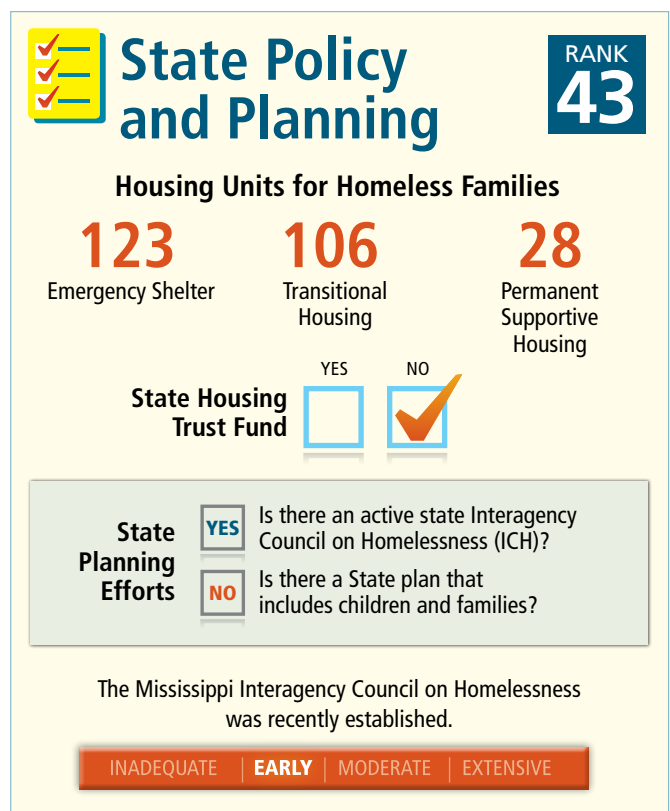 State Policy
and Planning
RANK
43
Housing Units for Homeless Families
123
Emergency Shelter
106
Transitional
Housing
28
Permanent
Supportive
Housing
YES
NO
State Housing
Trust Fund
State
Planning
Efforts
YES
Is there an active state Interagency
Council on Homelessness (ICH)?
NO
Is there a State plan that
includes children and families?
The Mississippi Interagency Council on Homelessness
was recently established.
INADEQUATE | EARLY | MODERATE | EXTENSIVE